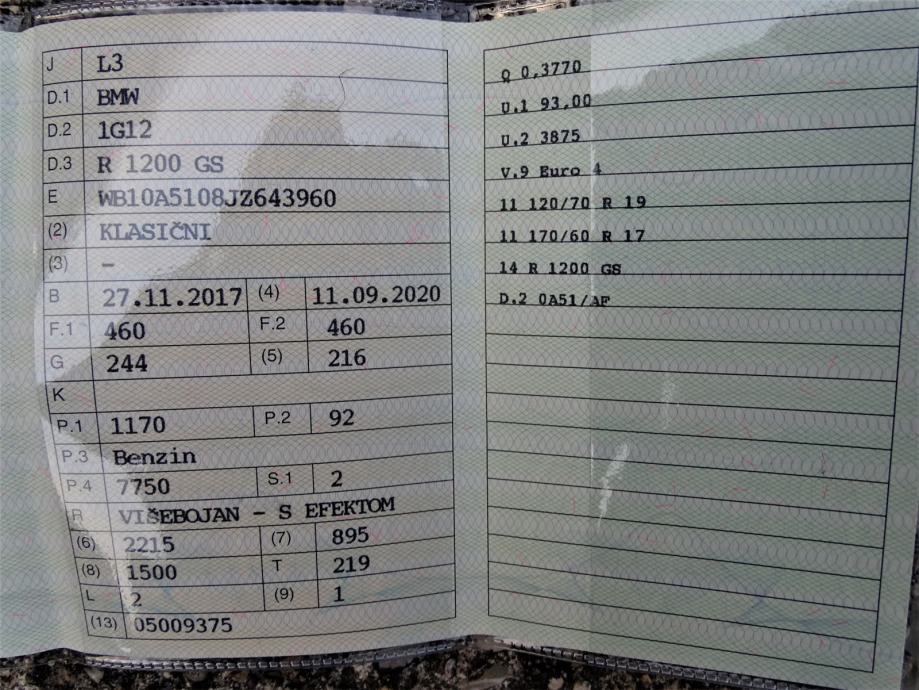 J L3
D.1 BMW
D.2 1G12
D.3 R 1200 GS
E WB10A5108JZ643960
(2) KLASIČNI
(3) –
B 27.11.2017 (4) 11.09.2020
F.1 460 F.2 460
G 244 (5) 216
K
P.1 1170 P.2 92
P.3 Benzin
P.4 7750 S.1 2
R VIŠEBOJAN – S EFEKTOM
(6) 2215 (7) 895
(8) 1500 T 219
L 2 (9) 1
(13) 05009375
Q 0,3770
U.1 93,00
U.2 3875
V.9 Euro 4
11 120/70 R 19
11 170/60 R 17
14 R 1200 GS
D.2 0A51/AF